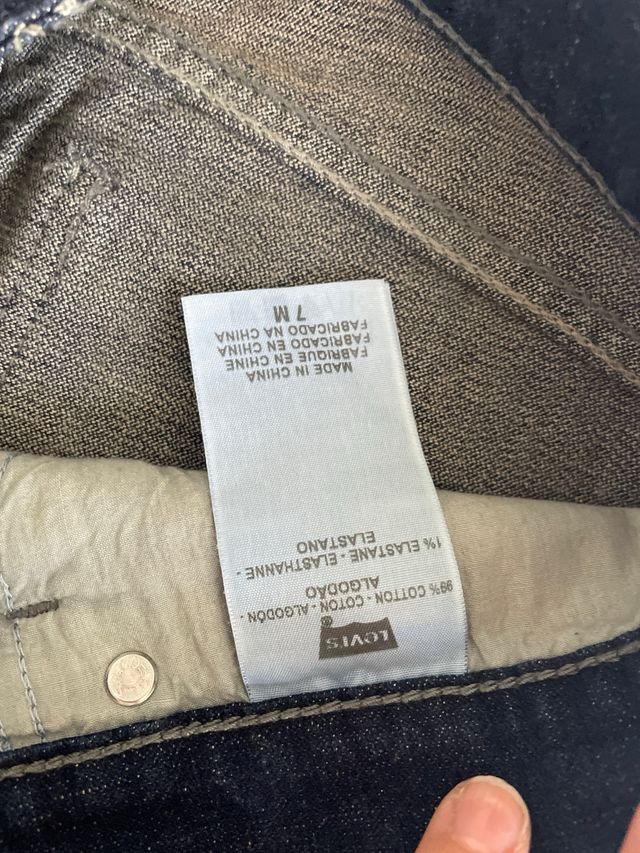 LEVI'S ®
99% COTTON - COTON - ALGODÓN -
ALGODÃO
1% ELASTANE - ELASTHANNE -
ELASTANO
MADE IN CHINA
FABRIQUE EN CHINE
FABRICADO EN CHINA
FABRICADO NA CHINA
7 M